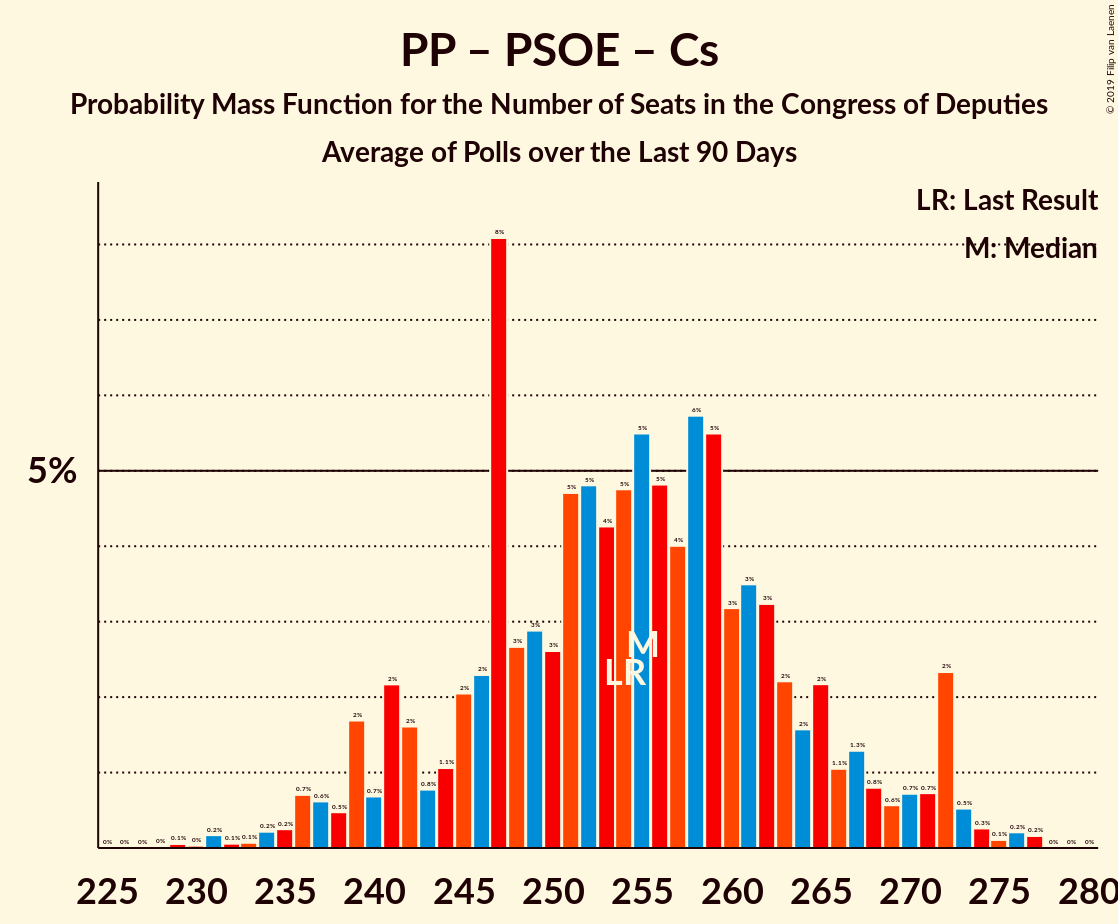 PP – PSOE – Cs
Probability Mass Function for the Number of Seats in the Congress of Deputies
Average of Polls over the Last 90 Days
© 2019 Filip van Laenen
LR: Last Result
M: Median
5%
0% 0% 0% 0% 0.1% 0% 0.2% 0.1% 0.1% 0.2% 0.2% 0.7% 0.6% 0.5% 2% 0.7% 2% 2% 0.8% 1.1% 2% 2% 8% 3% 3% 3% 5% 5% 4% 5% 5% 5% 4% 6% 5% 3% 3% 3% 2% 2% 2% 1.1% 1.3% 0.8% 0.6% 0.7% 0.7% 2% 0.5% 0.3% 0.1% 0.2% 0.2% 0% 0% 0%
M
LR
225 230 235 240 245 250 255 260 265 270 275 280